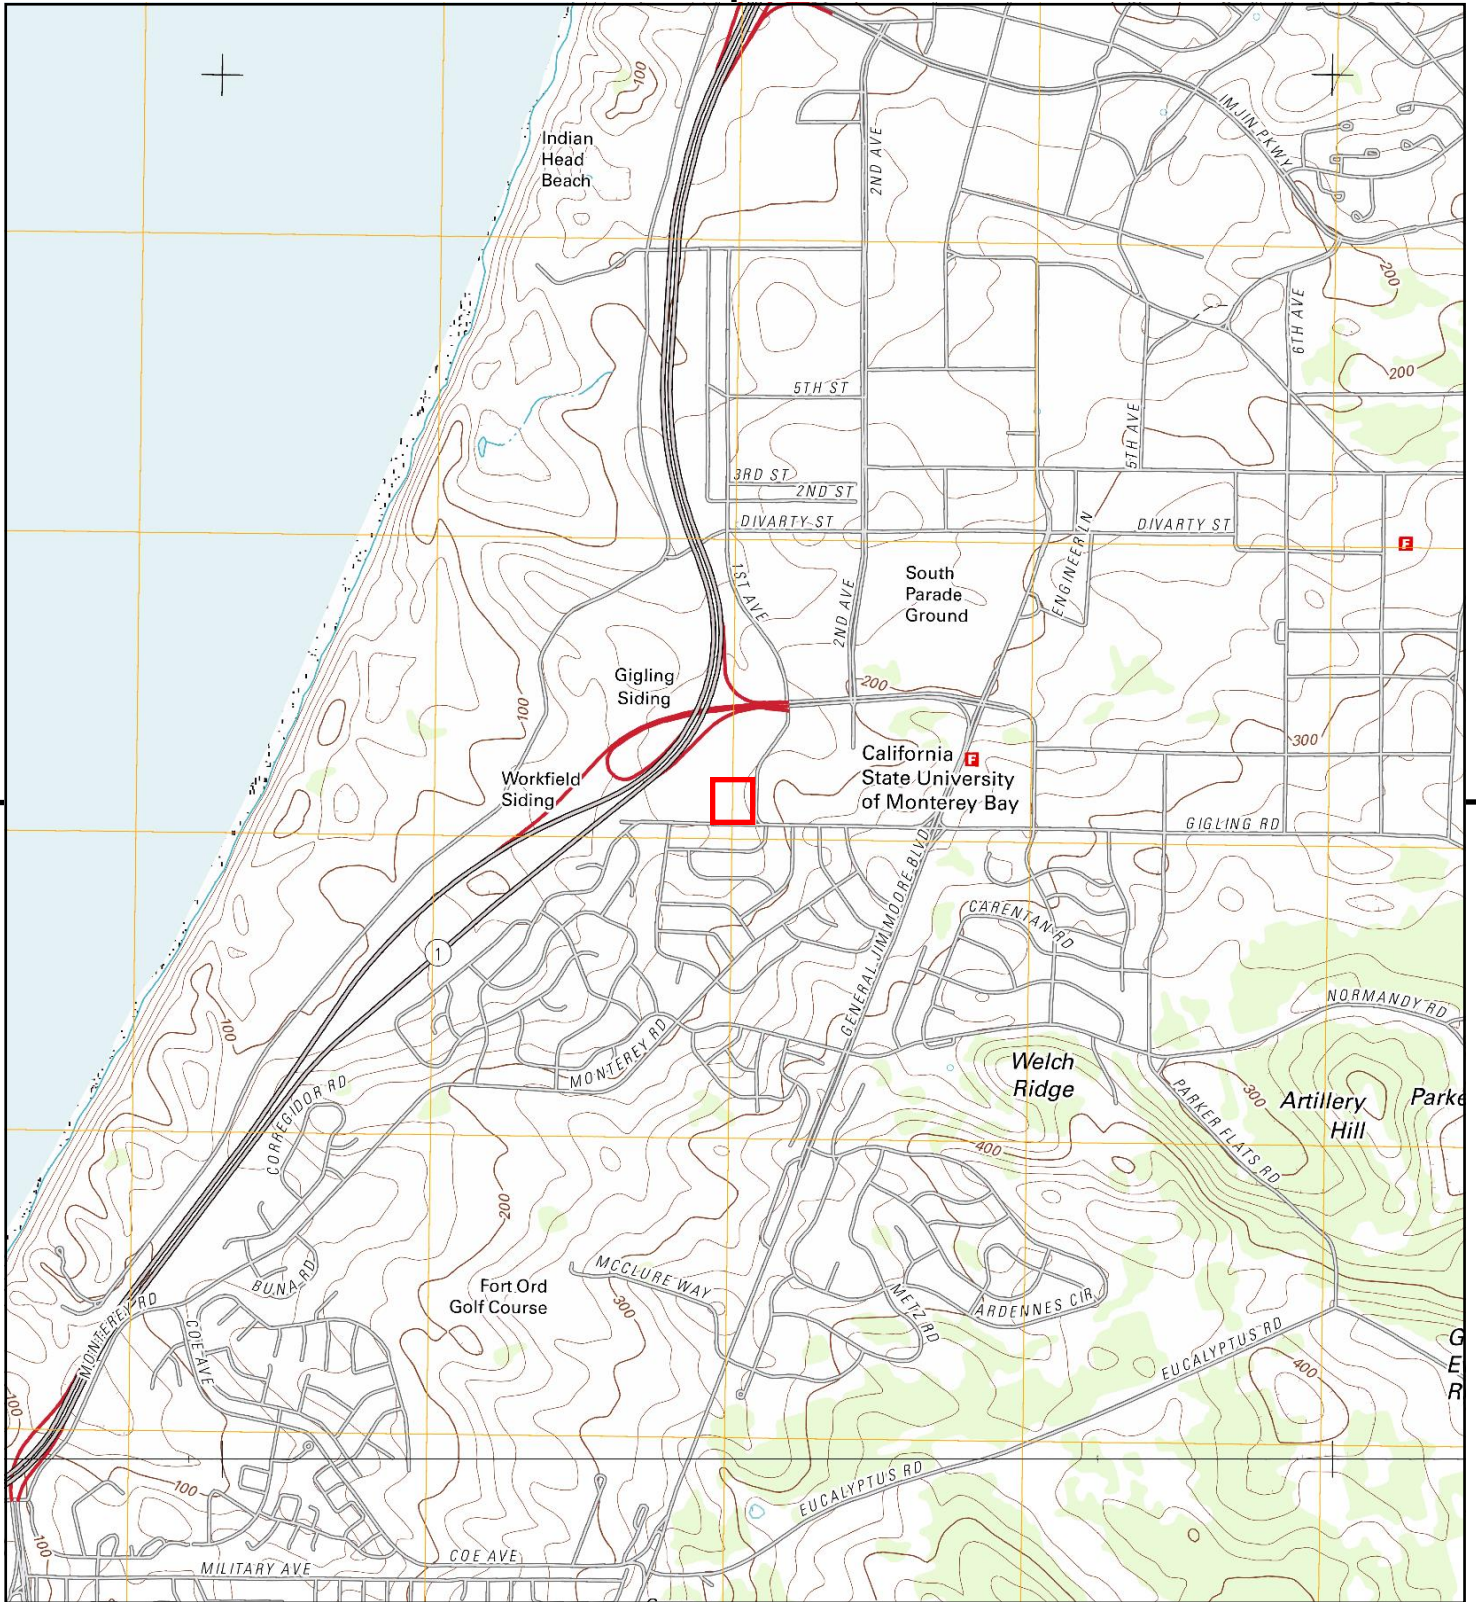 100
Indian
Head
Beach
2ND AVE
IMJIN PKWY
200
6TH AVE
200
5TH ST
5TH AVE
3RD ST
2ND ST
DIVARTY ST
DIVARTY ST
F
1ST AVE
2ND AVE
South
Parade
Ground
ENGINEER LN
Gigling
Siding
200
100
300
California
State University
of Monterey Bay
F
Workfield
Siding
GIGLING RD
GENERAL JIM MOORE BLVD
CARENTAN RD
1
NORMANDY RD
100
MONTEREY RD
Welch
Ridge
CORREGIDOR RD
PARKER FLATS RD
300
Artillery
Hill
Parke
400
200
BUNA RD
Fort Ord
Golf Course
MCCLURE WAY
300
METZ RD
ARDENNES CIR
MONTEREY RD
COE AVE
EUCALYPTUS RD
400
G
E
R
100
100
EUCALYPTUS RD
100
COE AVE
MILITARY AVE